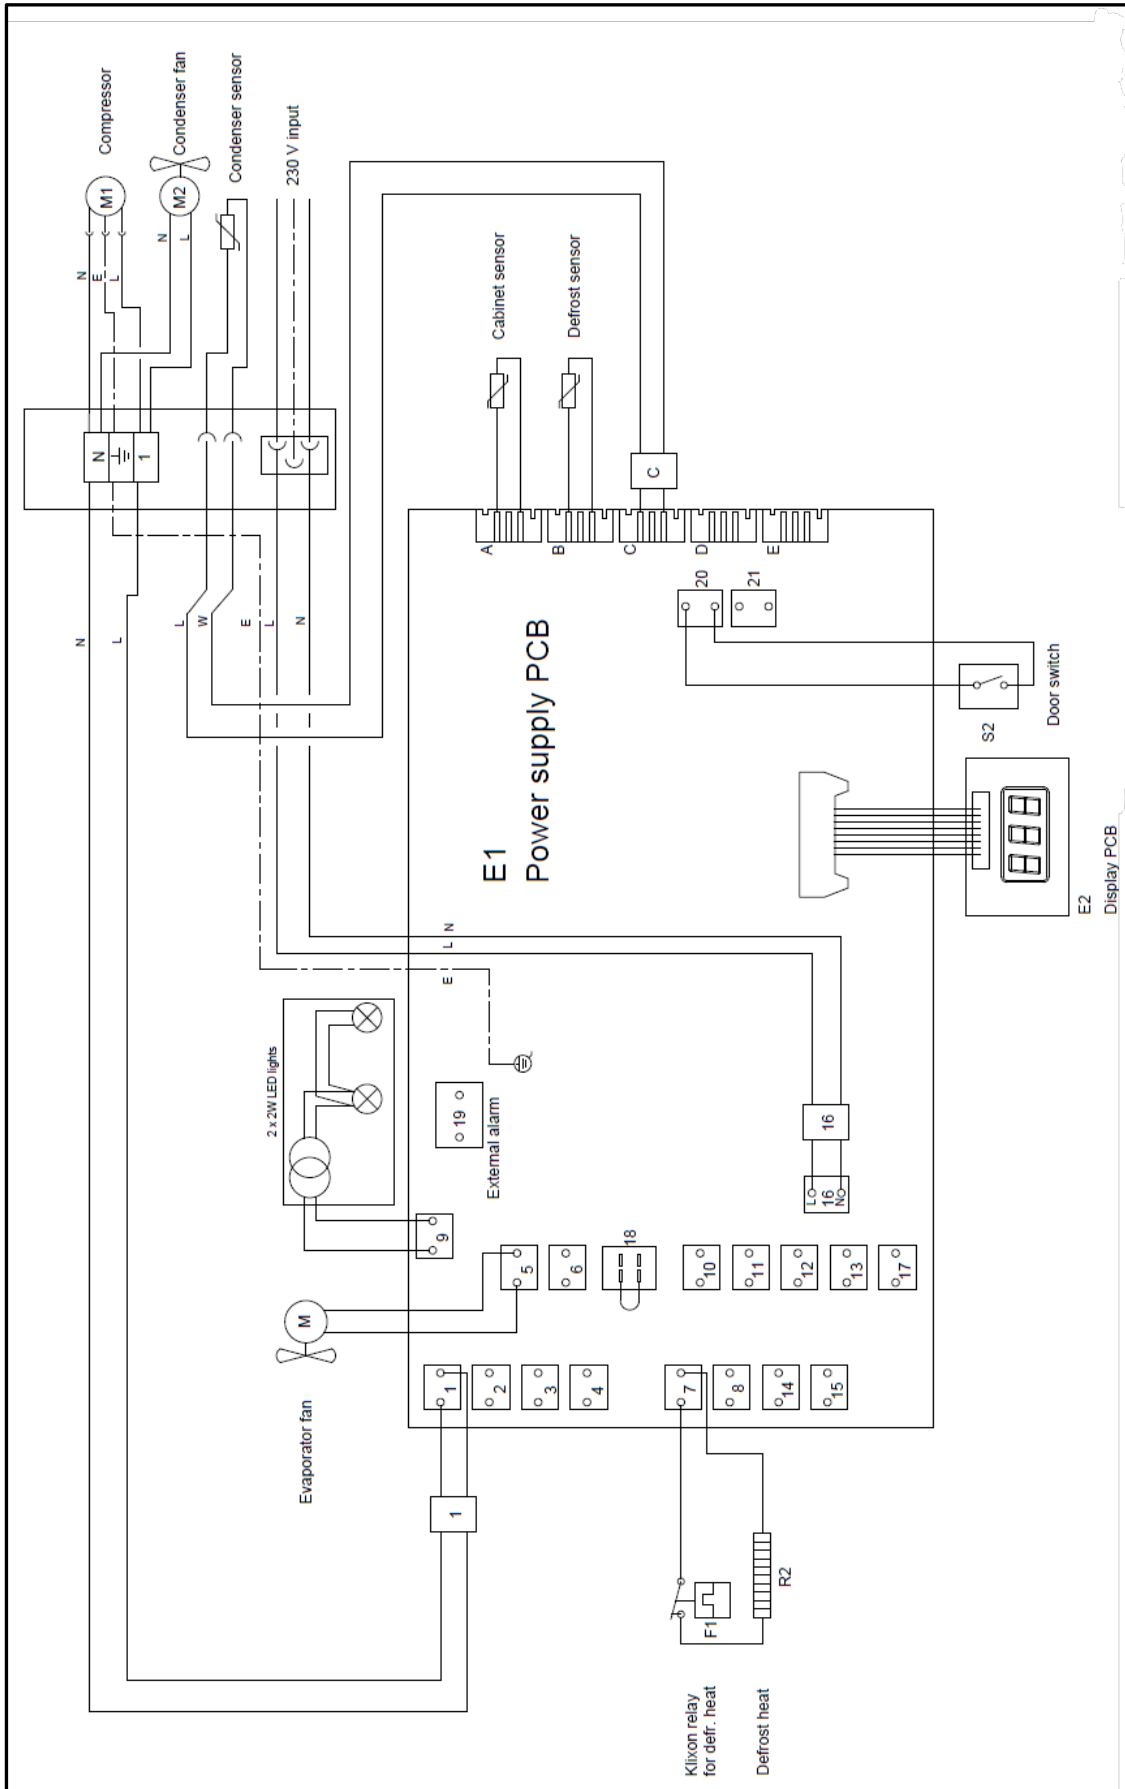 Compressor
Condenser fan
Condenser sensor
230 V input
M1
M2
N
E
L
N
L
N
1
Cabinet sensor
Defrost sensor
C
A
B
C
D
E
20
21
N
L
L
W
E
L
N
E1
Power supply PCB
S2
Door switch
E2
Display PCB
E
L
N
2 x 2W LED lights
19
External alarm
16
L
16
N
9
5
6
18
10
11
12
13
17
M
Evaporator fan
1
2
3
4
7
8
14
15
1
F1
R2
Klixon relay
for defr. heat
Defrost heat